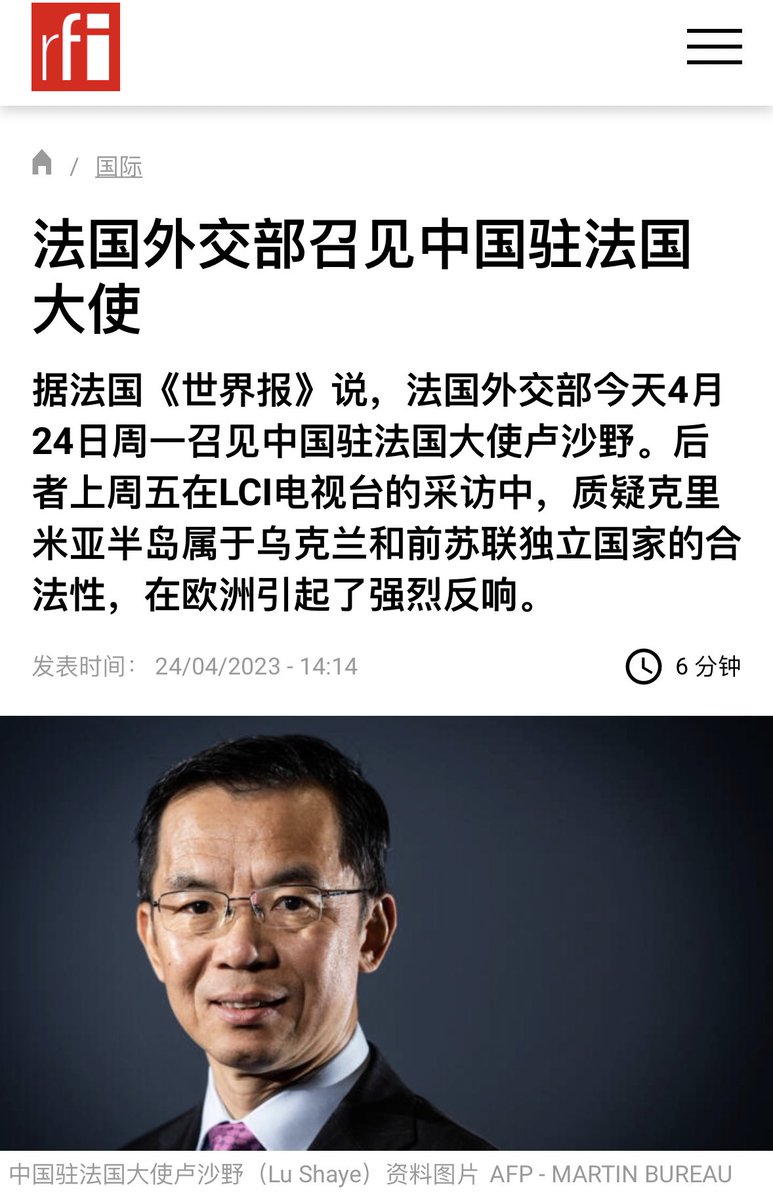 rfi
/ 国际
法国外交部召见中国驻法国
大使
据法国《世界报》说，法国外交部今天4月
24日周一召见中国驻法国大使卢沙野。后
者上周五在LCI电视台的采访中，质疑克里
米亚半岛属于乌克兰和前苏联独立国家的合
法性，在欧洲引起了强烈反响。
发表时间： 24/04/2023 - 14:14
6 分钟
中国驻法国大使卢沙野（Lu Shaye）资料图片 AFP - MARTIN BUREAU